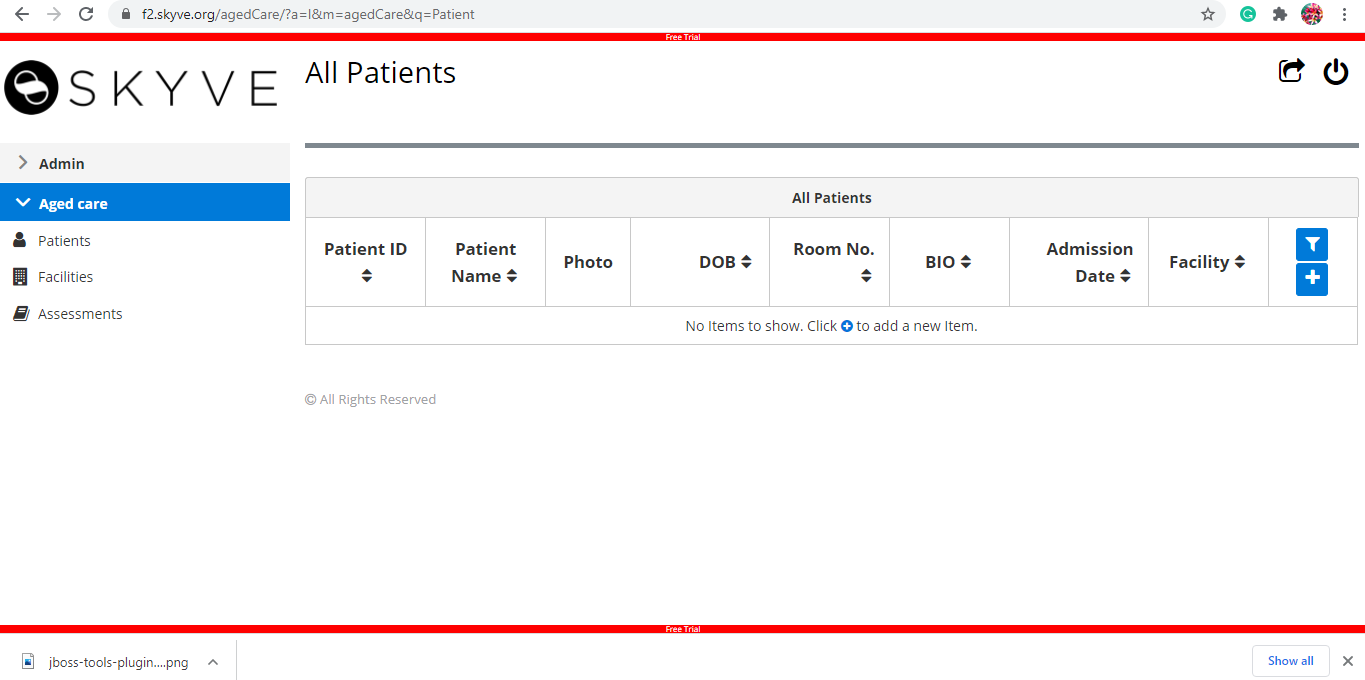 f2.skyve.org/agedCare/?a=l&m=agedCare&q=Patient
Free Trial
SKYVE
All Patients
Admin
Aged care
Patients
Facilities
Assessments
All Patients
Patient ID
Patient Name
Photo
DOB
Room No.
BIO
Admission Date
Facility
No Items to show. Click to add a new Item.
© All Rights Reserved
Free Trial
jboss-tools-plugin....png
Show all